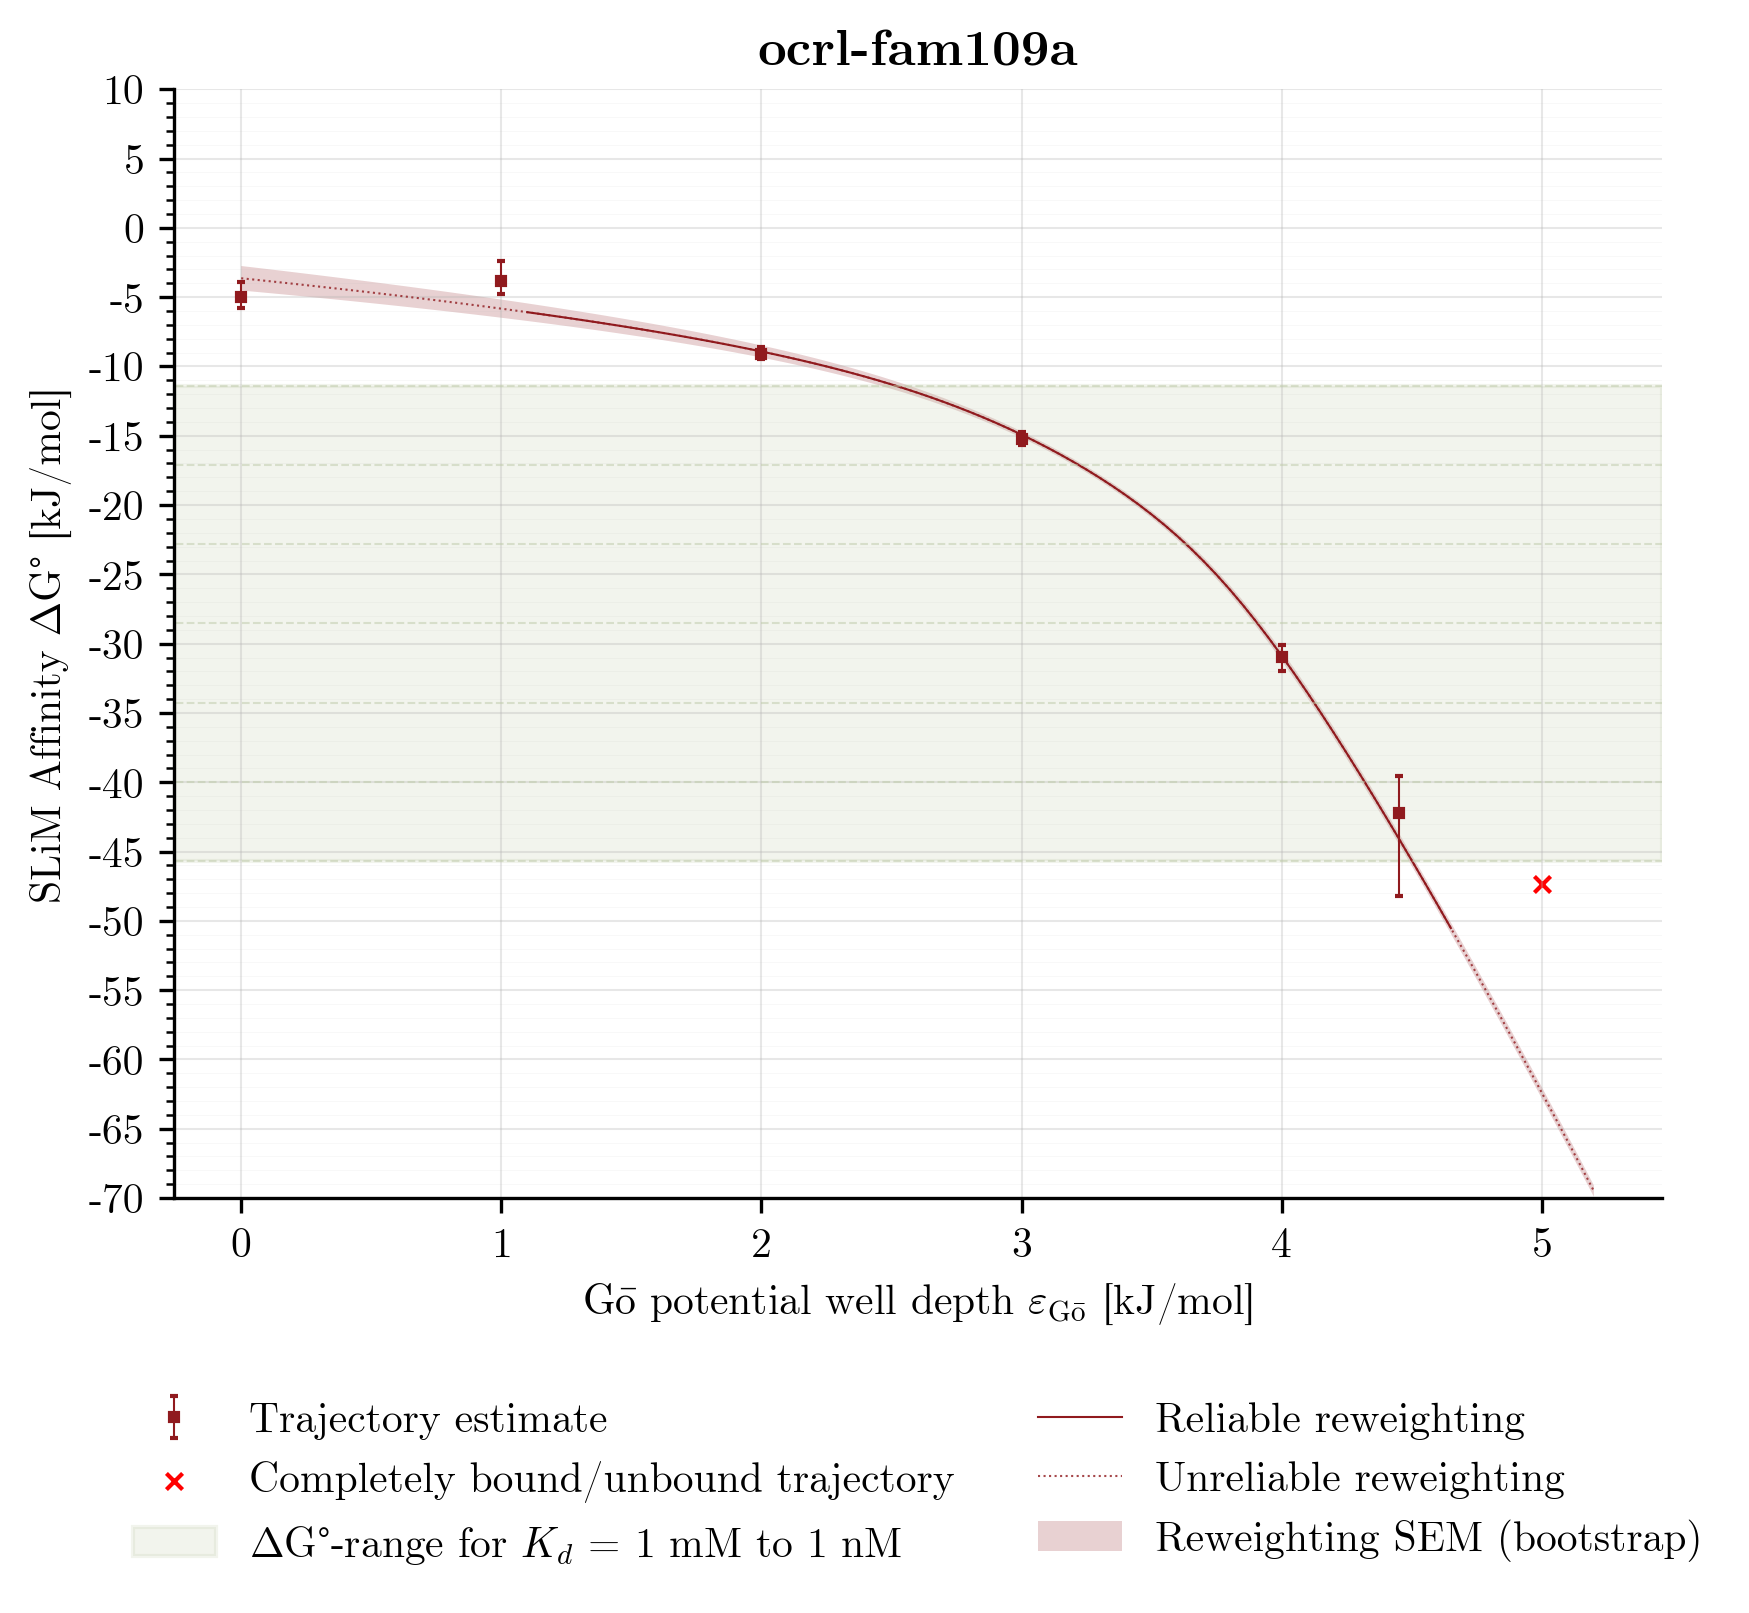 ocrl-fam109a
10
5
0
-5
-10
-15
-20
-25
-30
-35
-40
-45
-50
-55
-60
-65
-70
SLiM Affinity ΔG° [kJ/mol]
0 1 2 3 4 5
Gō potential well depth ε_Gō [kJ/mol]
Trajectory estimate
Completely bound/unbound trajectory
ΔG°-range for K_d = 1 mM to 1 nM
Reliable reweighting
Unreliable reweighting
Reweighting SEM (bootstrap)